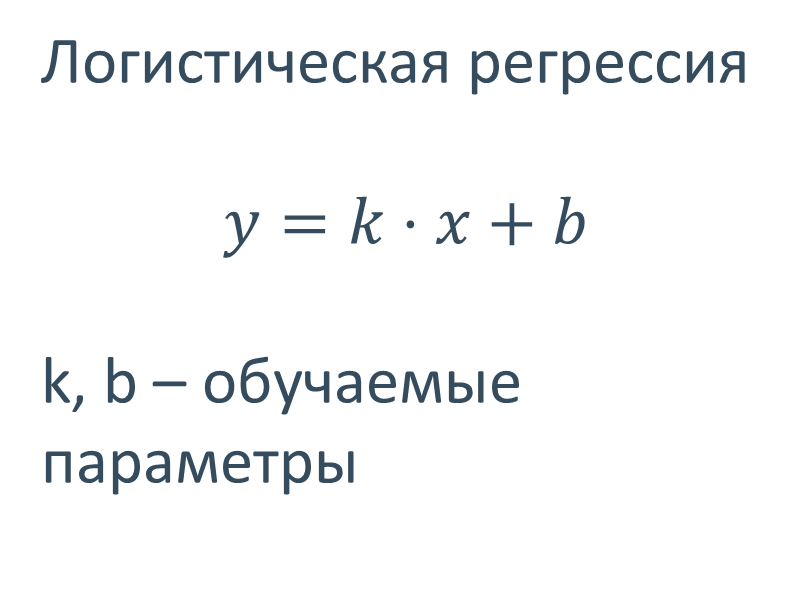 Логистическая регрессия
y = k · x + b
k, b – обучаемые
параметры